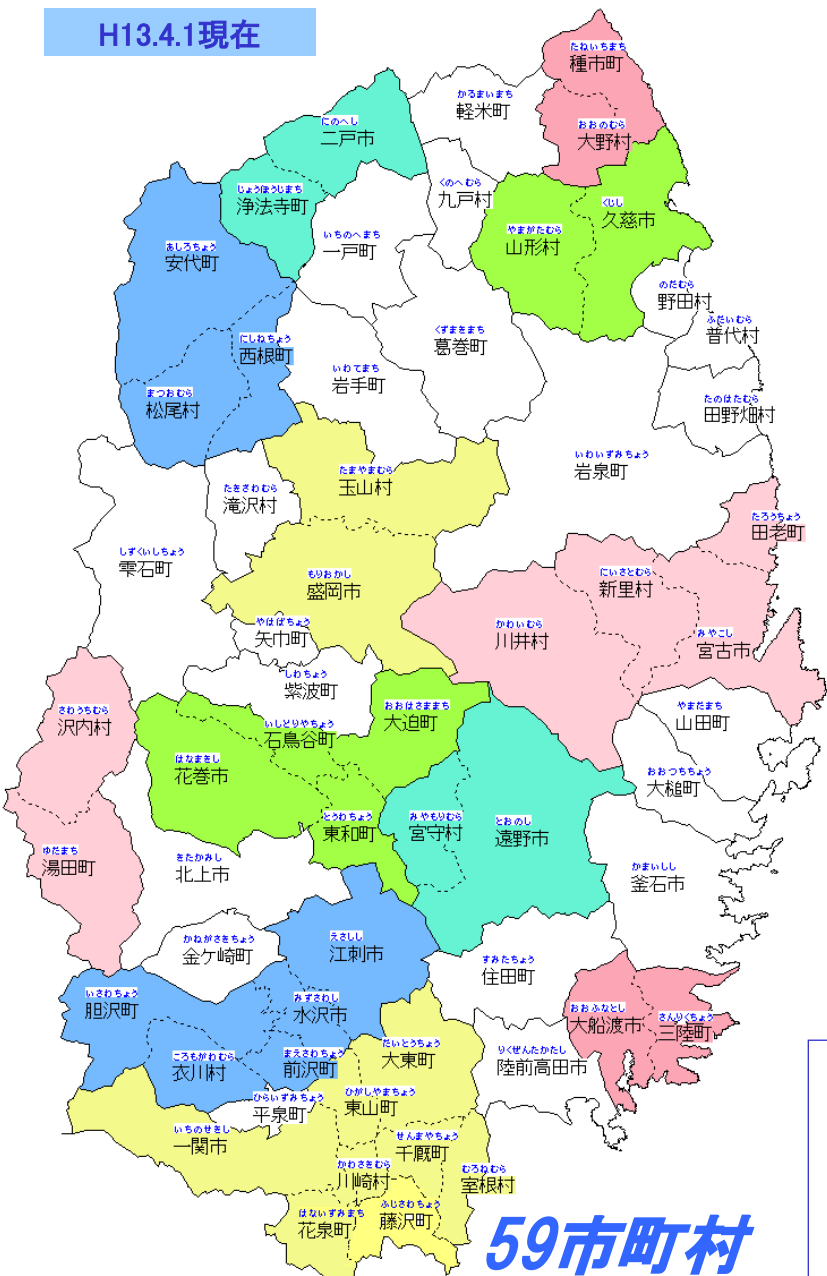 H13.4.1現在
たねいちまち
種市町
かるまいまち
軽米町
おおのむら
大野村
にのへし
二戸市
くのへむら
九戸村
じょうぼうじまち
浄法寺町
くじし
久慈市
やまがたむら
山形村
いちのへまち
一戸町
あしろちょう
安代町
のだむら
野田村
ふだいむら
普代村
くずまきまち
葛巻町
にしねちょう
西根町
いわてまち
岩手町
まつおむら
松尾村
たのはたむら
田野畑村
いわいずみちょう
岩泉町
たまやまむら
玉山村
たきざわむら
滝沢村
たろうちょう
田老町
しずくいしちょう
雫石町
もりおかし
盛岡市
にいさとむら
新里村
かわいむら
川井村
やはばちょう
矢巾町
みやこし
宮古市
しわちょう
紫波町
さわうちむら
沢内村
おおはさままち
大迫町
やまだまち
山田町
いしどりやちょう
石鳥谷町
はなまきし
花巻市
おおつちちょう
大槌町
とうわちょう
東和町
みやもりむら
宮守村
とおのし
遠野市
ゆだまち
湯田町
きたかみし
北上市
かまいしし
釜石市
かねがさきちょう
金ケ崎町
えさしし
江刺市
すみたちょう
住田町
いさわちょう
胆沢町
みずさわし
水沢市
おおふなとし
大船渡市
さんりくちょう
三陸町
ころもがわむら
衣川村
まえさわちょう
前沢町
だいとうちょう
大東町
りくぜんたかたし
陸前高田市
ひらいずみちょう
平泉町
ひがしやまちょう
東山町
いちのせきし
一関市
せんまやちょう
千厩町
かわさきむら
川崎村
むろねむら
室根村
はないずみまち
花泉町
ふじさわちょう
藤沢町
59市町村